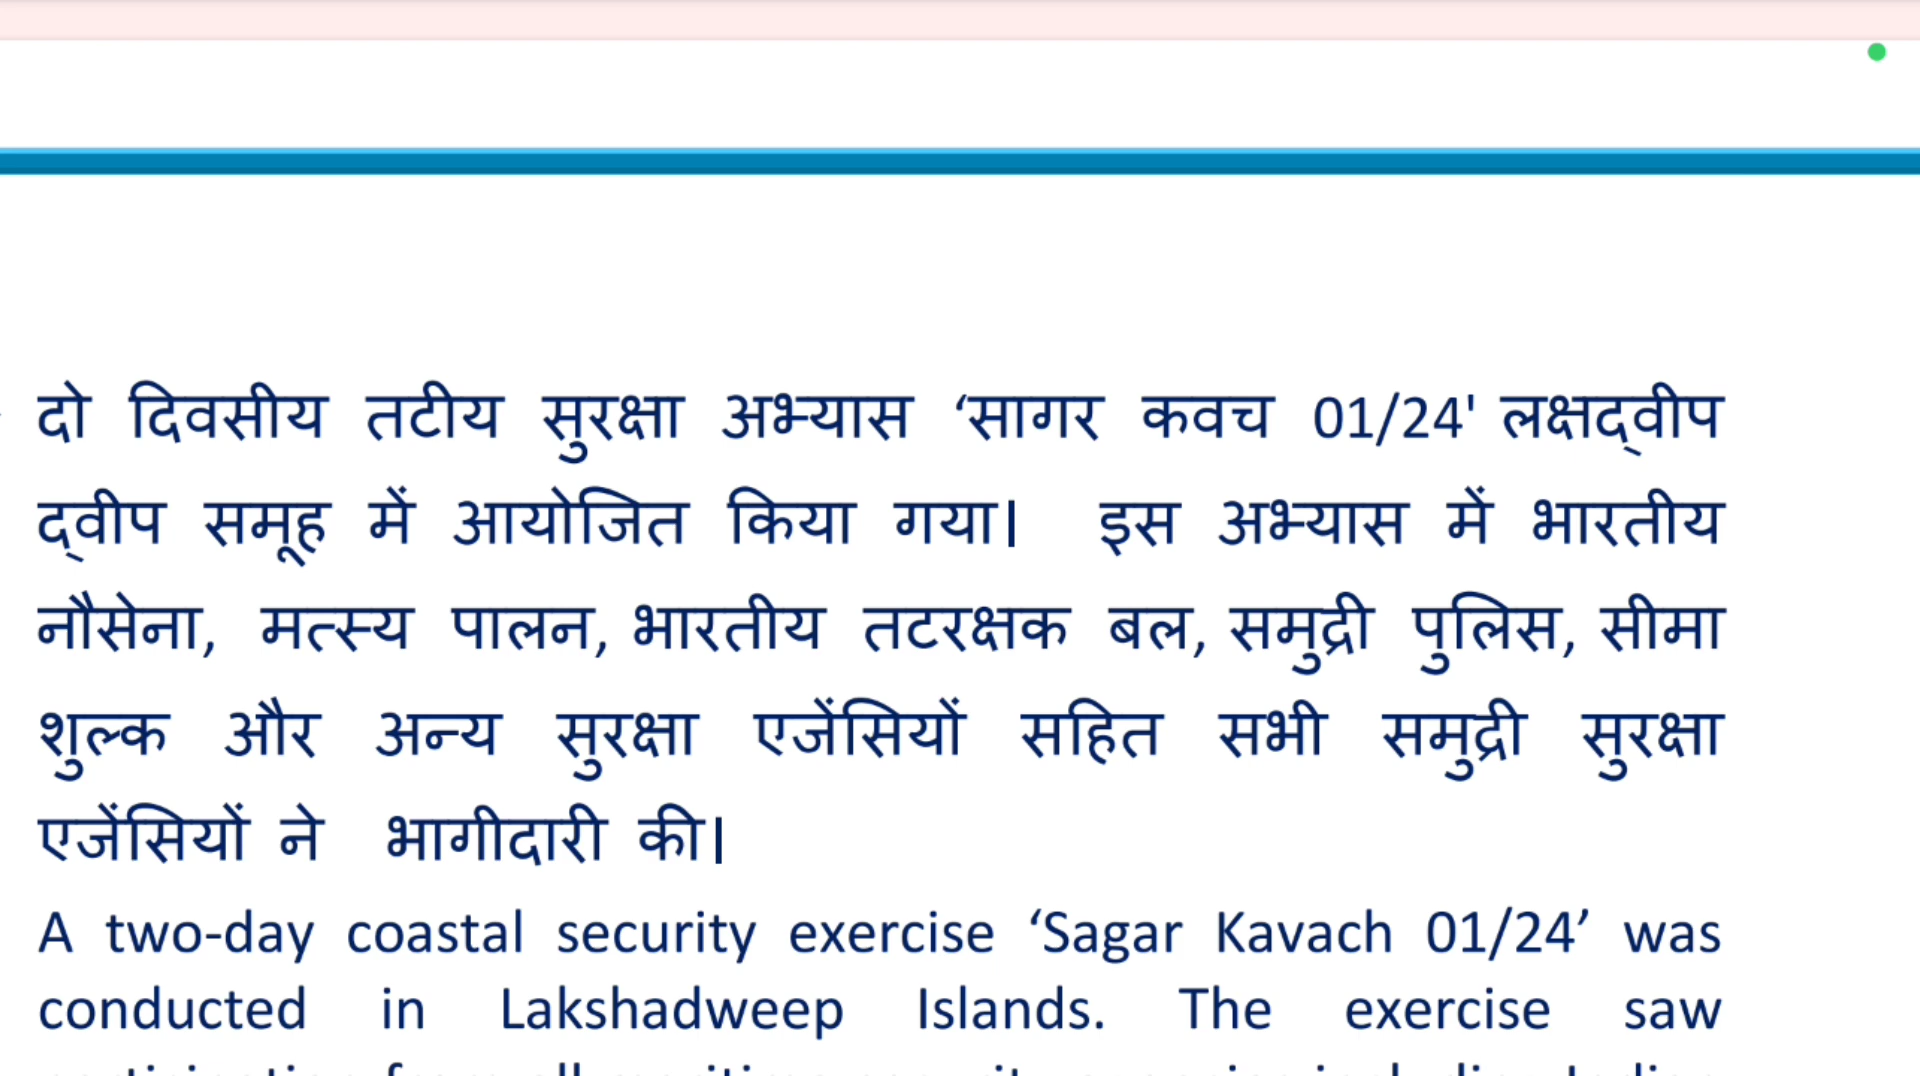 दो दिवसीय तटीय सुरक्षा अभ्यास ‘सागर कवच 01/24' लक्षद्वीप
द्वीप समूह में आयोजित किया गया। इस अभ्यास में भारतीय
नौसेना, मत्स्य पालन, भारतीय तटरक्षक बल, समुद्री पुलिस, सीमा
शुल्क और अन्य सुरक्षा एजेंसियों सहित सभी समुद्री सुरक्षा
एजेंसियों ने भागीदारी की।
A two-day coastal security exercise ‘Sagar Kavach 01/24’ was
conducted in Lakshadweep Islands. The exercise saw